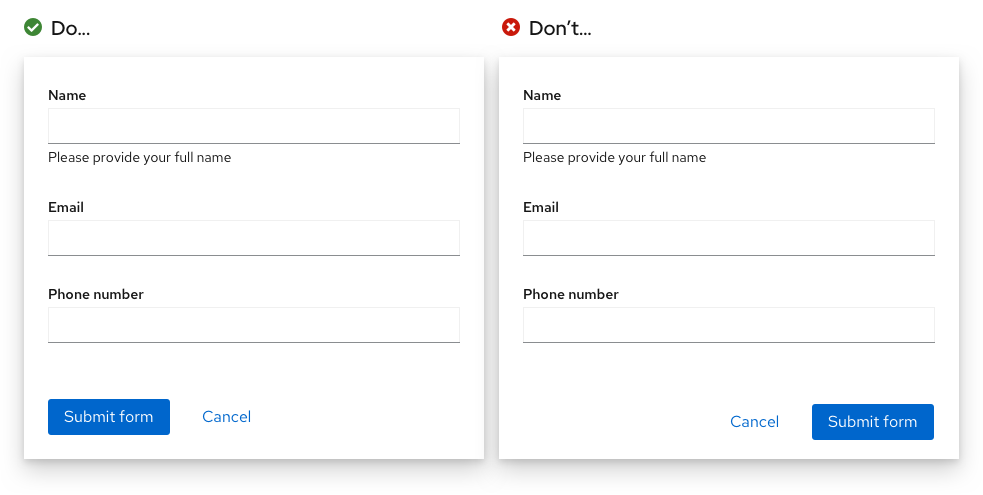 Do...
Name
Please provide your full name
Email
Phone number
Submit form Cancel
Don’t...
Name
Please provide your full name
Email
Phone number
Cancel Submit form